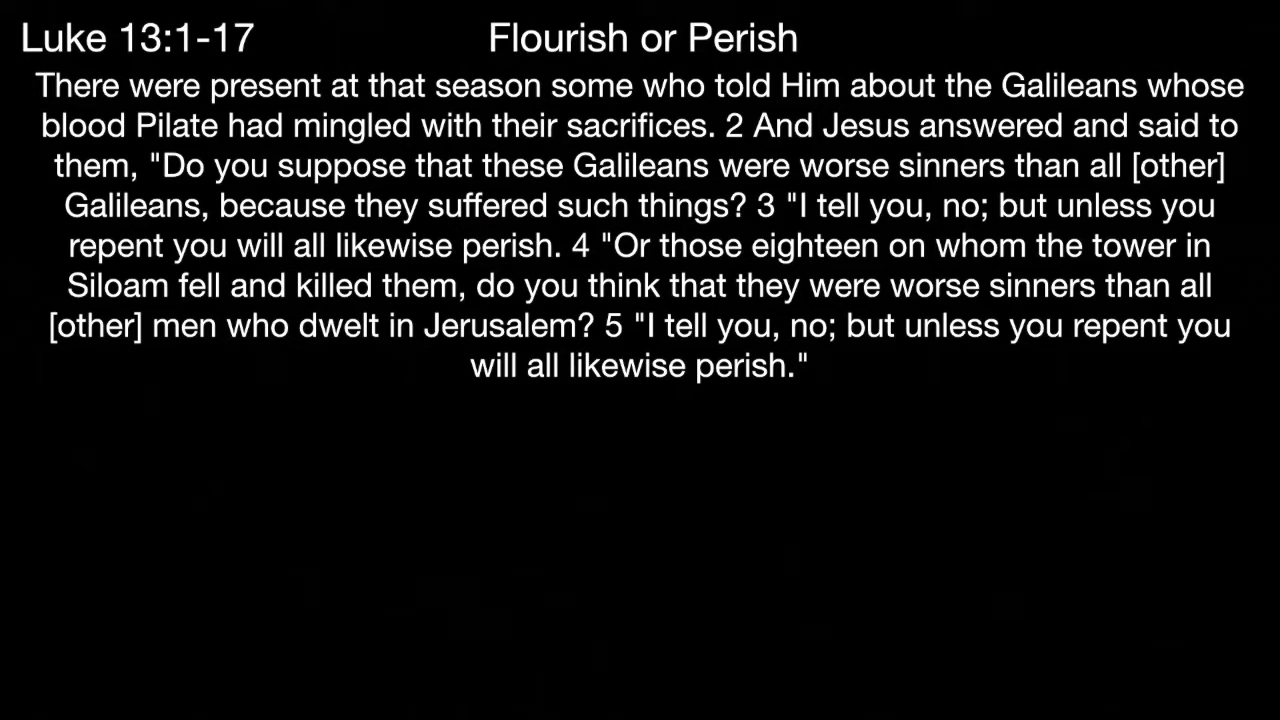 Luke 13:1-17 Flourish or Perish
There were present at that season some who told Him about the Galileans whose
blood Pilate had mingled with their sacrifices. 2 And Jesus answered and said to
them, "Do you suppose that these Galileans were worse sinners than all [other]
Galileans, because they suffered such things? 3 "I tell you, no; but unless you
repent you will all likewise perish. 4 "Or those eighteen on whom the tower in
Siloam fell and killed them, do you think that they were worse sinners than all
[other] men who dwelt in Jerusalem? 5 "I tell you, no; but unless you repent you
will all likewise perish."